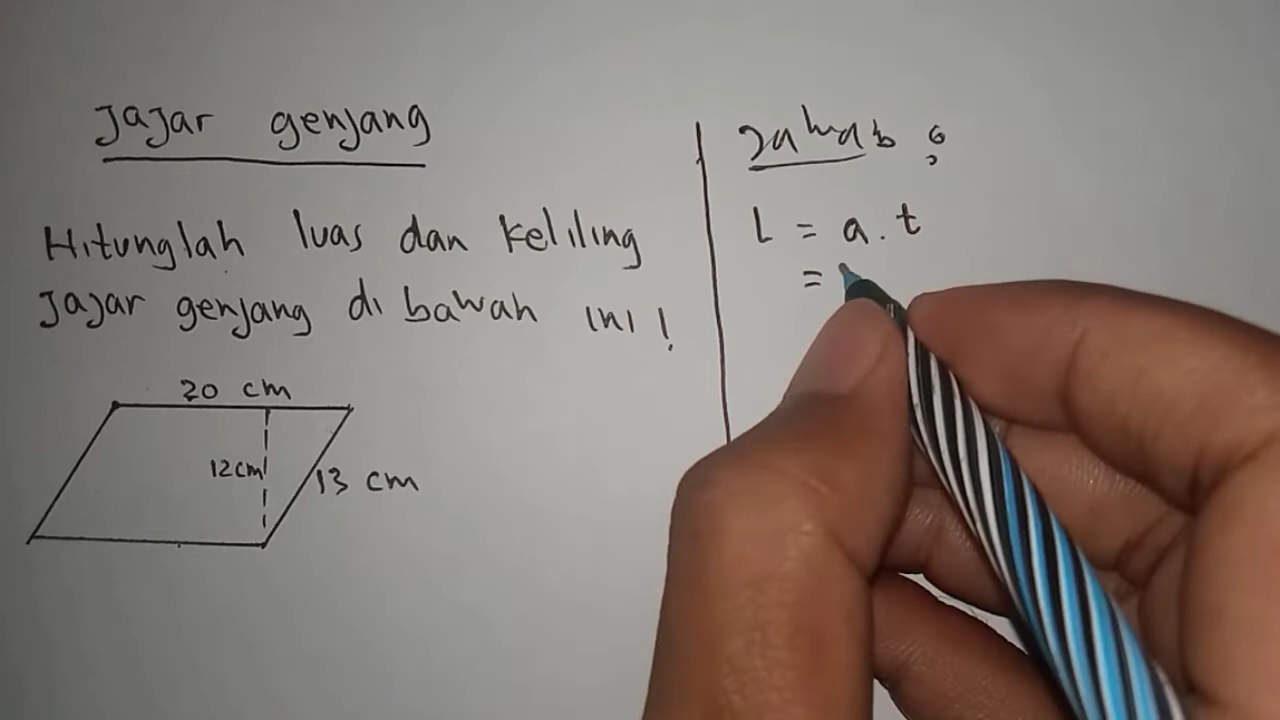 Jajar genjang
Hitunglah luas dan keliling
Jajar genjang di bawah ini!
20 cm
12cm
13 cm
Jawab :
L = a.t
=